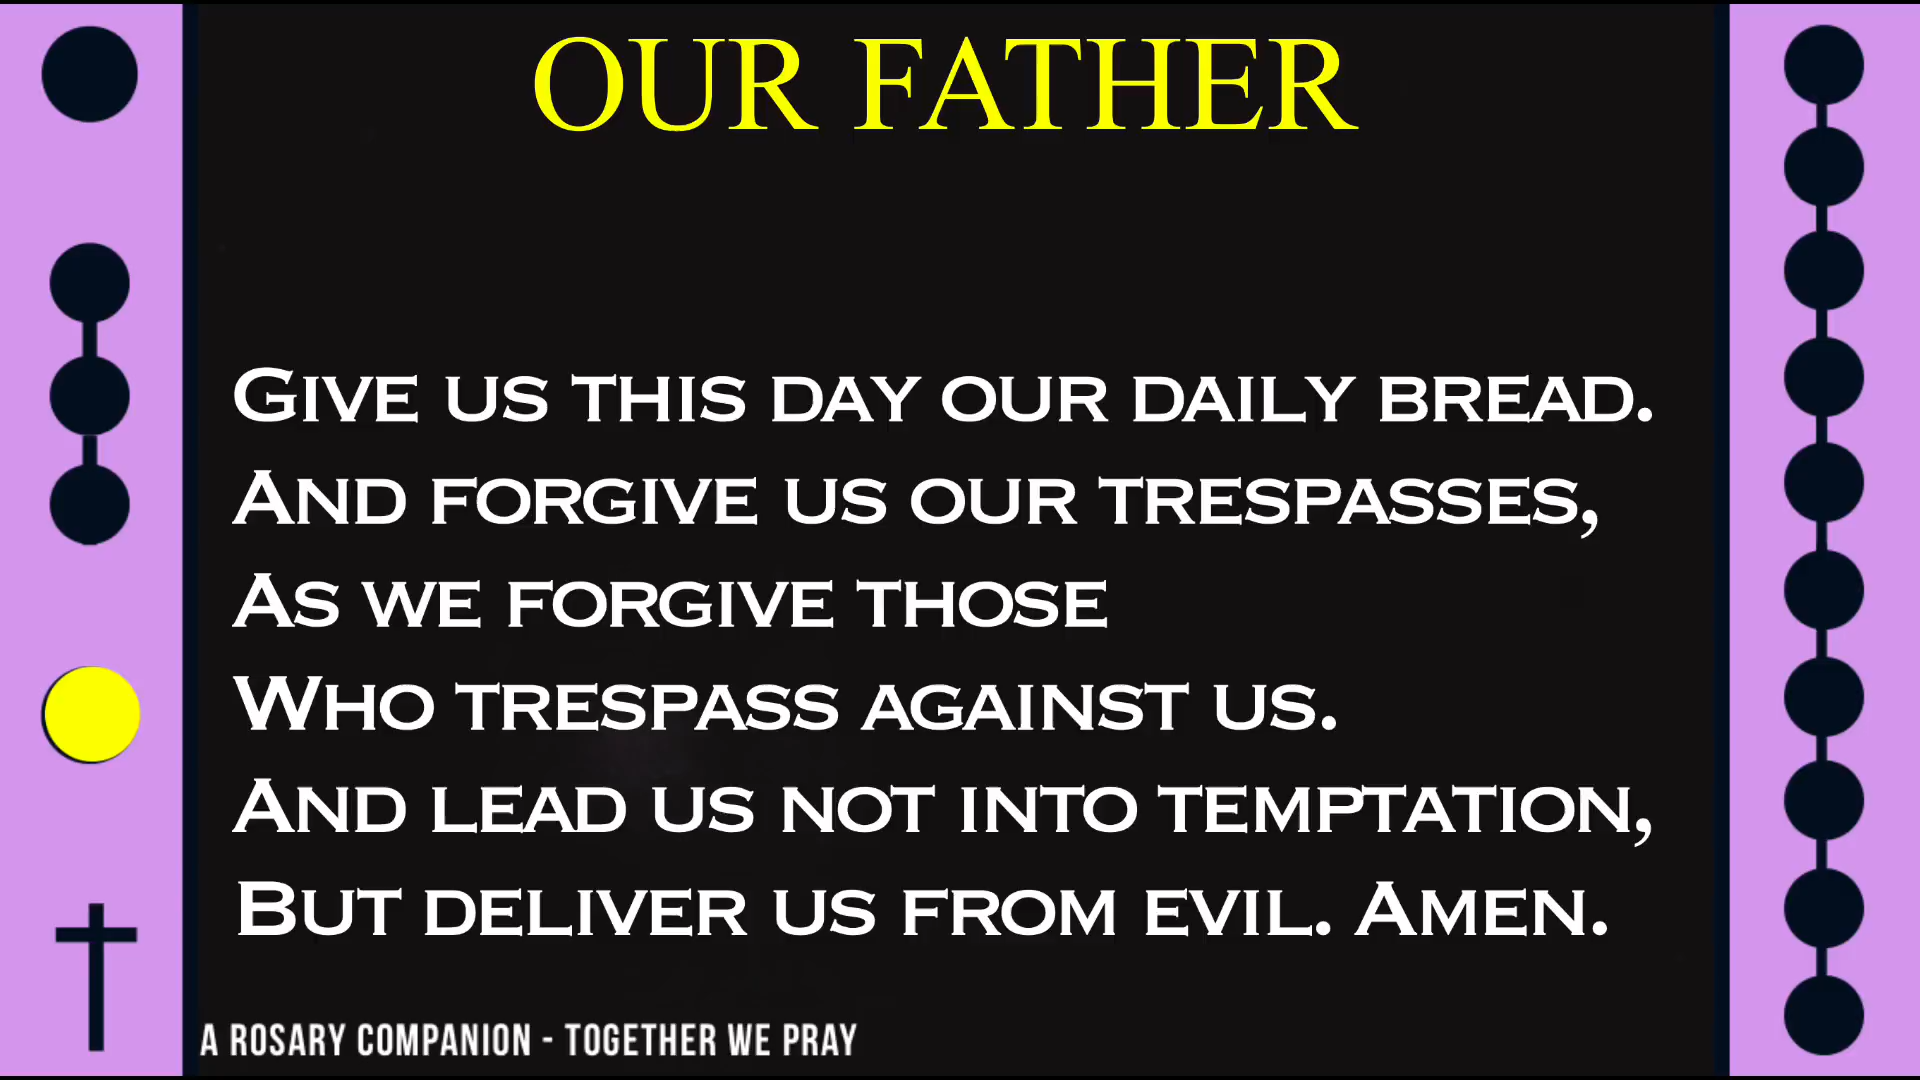 OUR FATHER
Give us this day our daily bread.
And forgive us our trespasses,
As we forgive those
Who trespass against us.
And lead us not into temptation,
But deliver us from evil. Amen.
A ROSARY COMPANION - TOGETHER WE PRAY